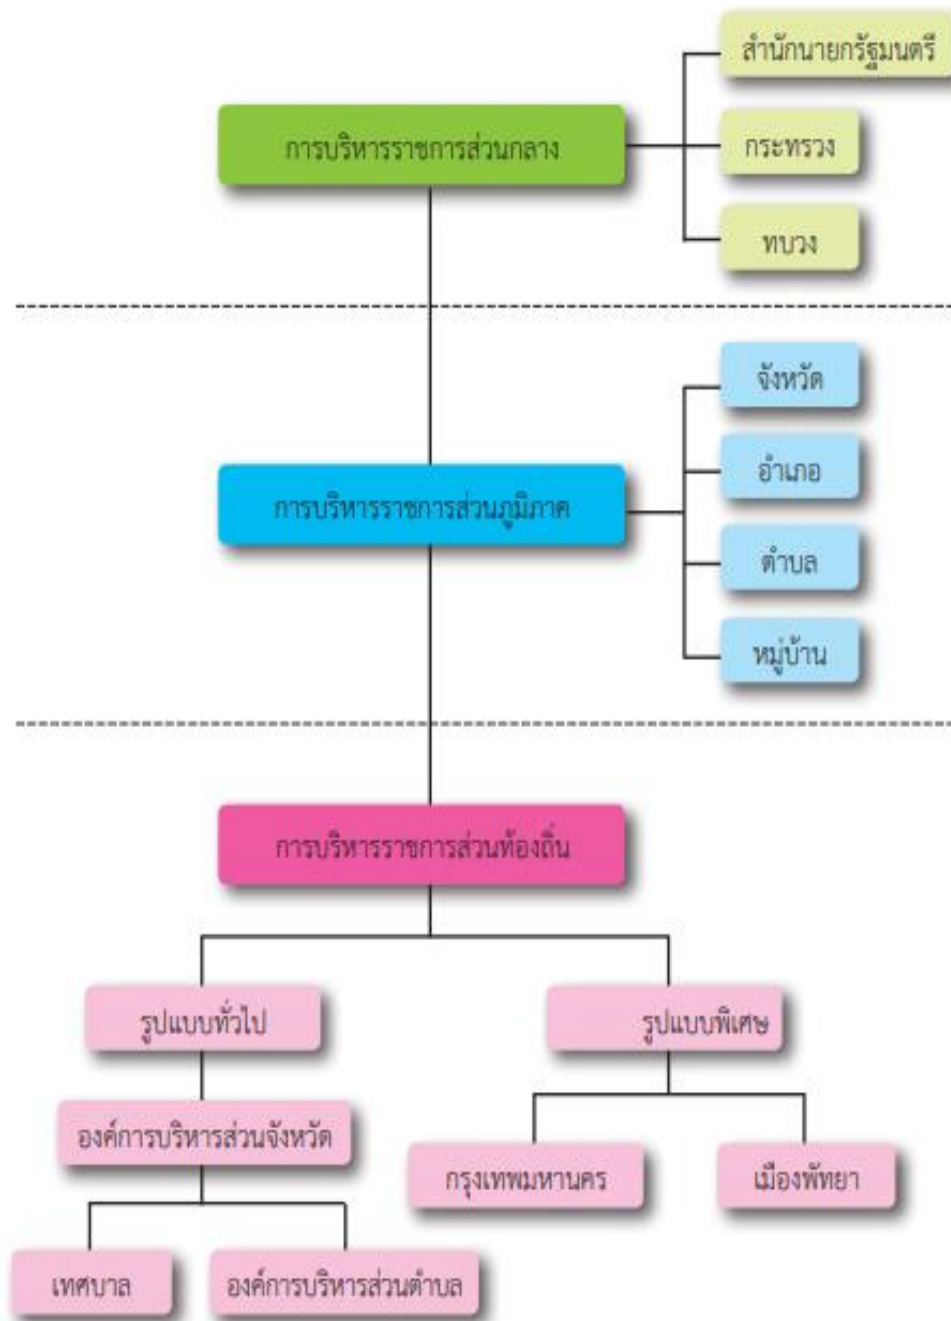 สำนักนายกรัฐมนตรี
การบริหารราชการส่วนกลาง
กระทรวง
ทบวง
จังหวัด
อำเภอ
การบริหารราชการส่วนภูมิภาค
ตำบล
หมู่บ้าน
การบริหารราชการส่วนท้องถิ่น
รูปแบบทั่วไป
รูปแบบพิเศษ
องค์การบริหารส่วนจังหวัด
กรุงเทพมหานคร
เมืองพัทยา
เทศบาล
องค์การบริหารส่วนตำบล